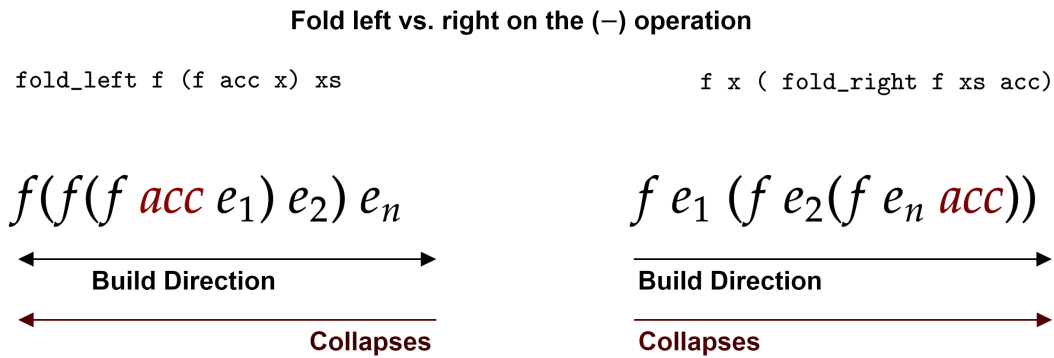 Fold left vs. right on the (−) operation
fold_left f (f acc x) xs
f x ( fold_right f xs acc)
f(f(f acc e₁) e₂) eₙ
f e₁ (f e₂(f eₙ acc))
Build Direction
Build Direction
Collapses
Collapses